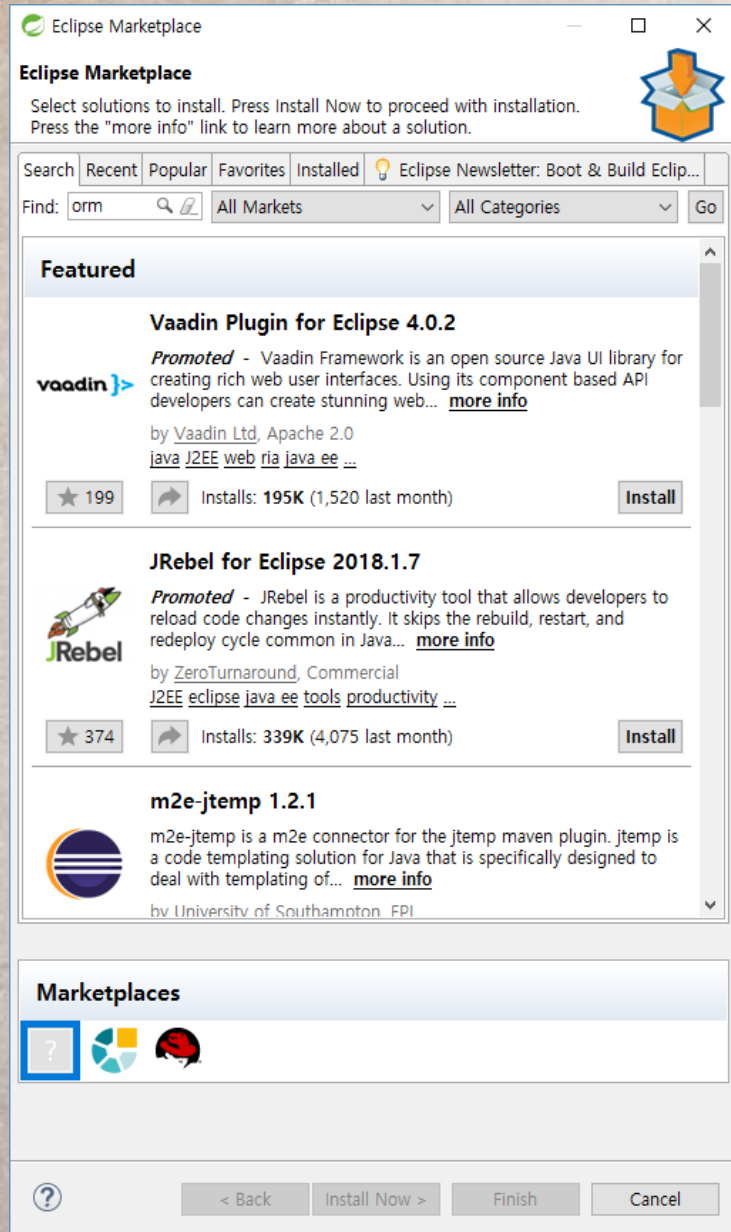 Eclipse Marketplace
Eclipse Marketplace
Select solutions to install. Press Install Now to proceed with installation.
Press the "more info" link to learn more about a solution.
Search Recent Popular Favorites Installed Eclipse Newsletter: Boot & Build Eclip...
Find: orm All Markets All Categories Go
Featured
Vaadin Plugin for Eclipse 4.0.2
Promoted - Vaadin Framework is an open source Java UI library for
creating rich web user interfaces. Using its component based API
developers can create stunning web... more info
vaadin }>
by Vaadin Ltd, Apache 2.0
java J2EE web ria java ee ...
199 Installs: 195K (1,520 last month) Install
JRebel for Eclipse 2018.1.7
Promoted - JRebel is a productivity tool that allows developers to
reload code changes instantly. It skips the rebuild, restart, and
redeploy cycle common in Java... more info
JRebel
by ZeroTurnaround, Commercial
J2EE eclipse java ee tools productivity ...
374 Installs: 339K (4,075 last month) Install
m2e-jtemp 1.2.1
m2e-jtemp is a m2e connector for the jtemp maven plugin. jtemp is
a code templating solution for Java that is specifically designed to
deal with templating of... more info
by University of Southampton, EPL
Marketplaces
?
? < Back Install Now > Finish Cancel